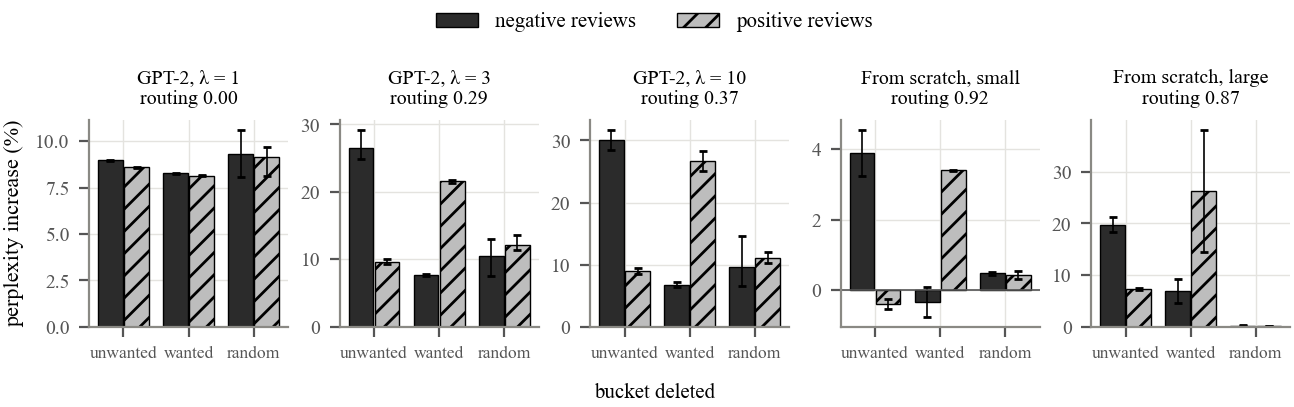 negative reviews positive reviews
GPT-2, λ = 1
routing 0.00
GPT-2, λ = 3
routing 0.29
GPT-2, λ = 10
routing 0.37
From scratch, small
routing 0.92
From scratch, large
routing 0.87
perplexity increase (%)
10.0
7.5
5.0
2.5
0.0
unwanted wanted random
30
20
10
0
unwanted wanted random
30
20
10
0
unwanted wanted random
4
2
0
unwanted wanted random
30
20
10
0
unwanted wanted random
bucket deleted